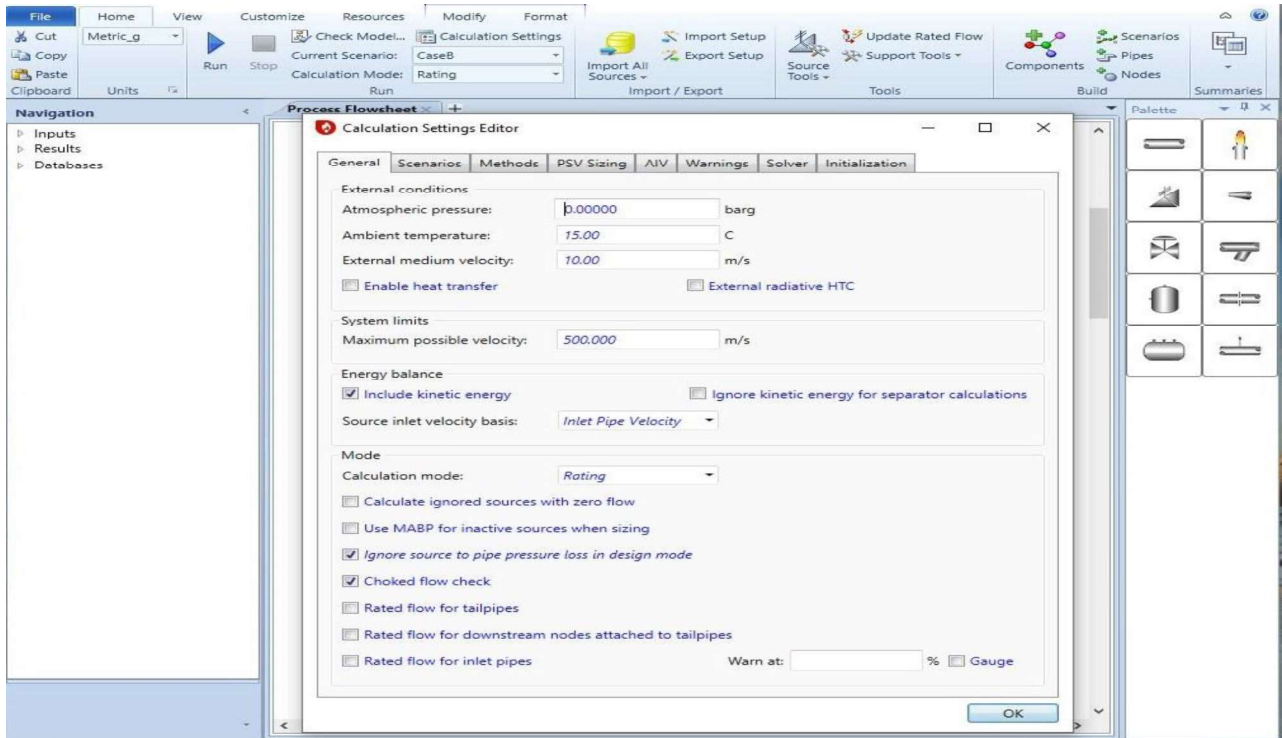 File Home View Customize Resources Modify Format
Cut Metric_g Check Model... Calculation Settings Import Setup Update Rated Flow Scenarios
Copy Run Stop Current Scenario: CaseB Import All Sources Export Setup Source Tools Support Tools Components Pipes
Paste Calculation Mode: Rating Nodes
Clipboard Units Run Import / Export Tools Build Summaries
Navigation
Inputs
Results
Databases
Process Flowsheet
Palette
Calculation Settings Editor
General Scenarios Methods PSV Sizing AIV Warnings Solver Initialization
External conditions
Atmospheric pressure: 0.00000 barg
Ambient temperature: 15.00 C
External medium velocity: 10.00 m/s
Enable heat transfer External radiative HTC
System limits
Maximum possible velocity: 500.000 m/s
Energy balance
Include kinetic energy Ignore kinetic energy for separator calculations
Source inlet velocity basis: Inlet Pipe Velocity
Mode
Calculation mode: Rating
Calculate ignored sources with zero flow
Use MABP for inactive sources when sizing
Ignore source to pipe pressure loss in design mode
Choked flow check
Rated flow for tailpipes
Rated flow for downstream nodes attached to tailpipes
Rated flow for inlet pipes Warn at: % Gauge
OK